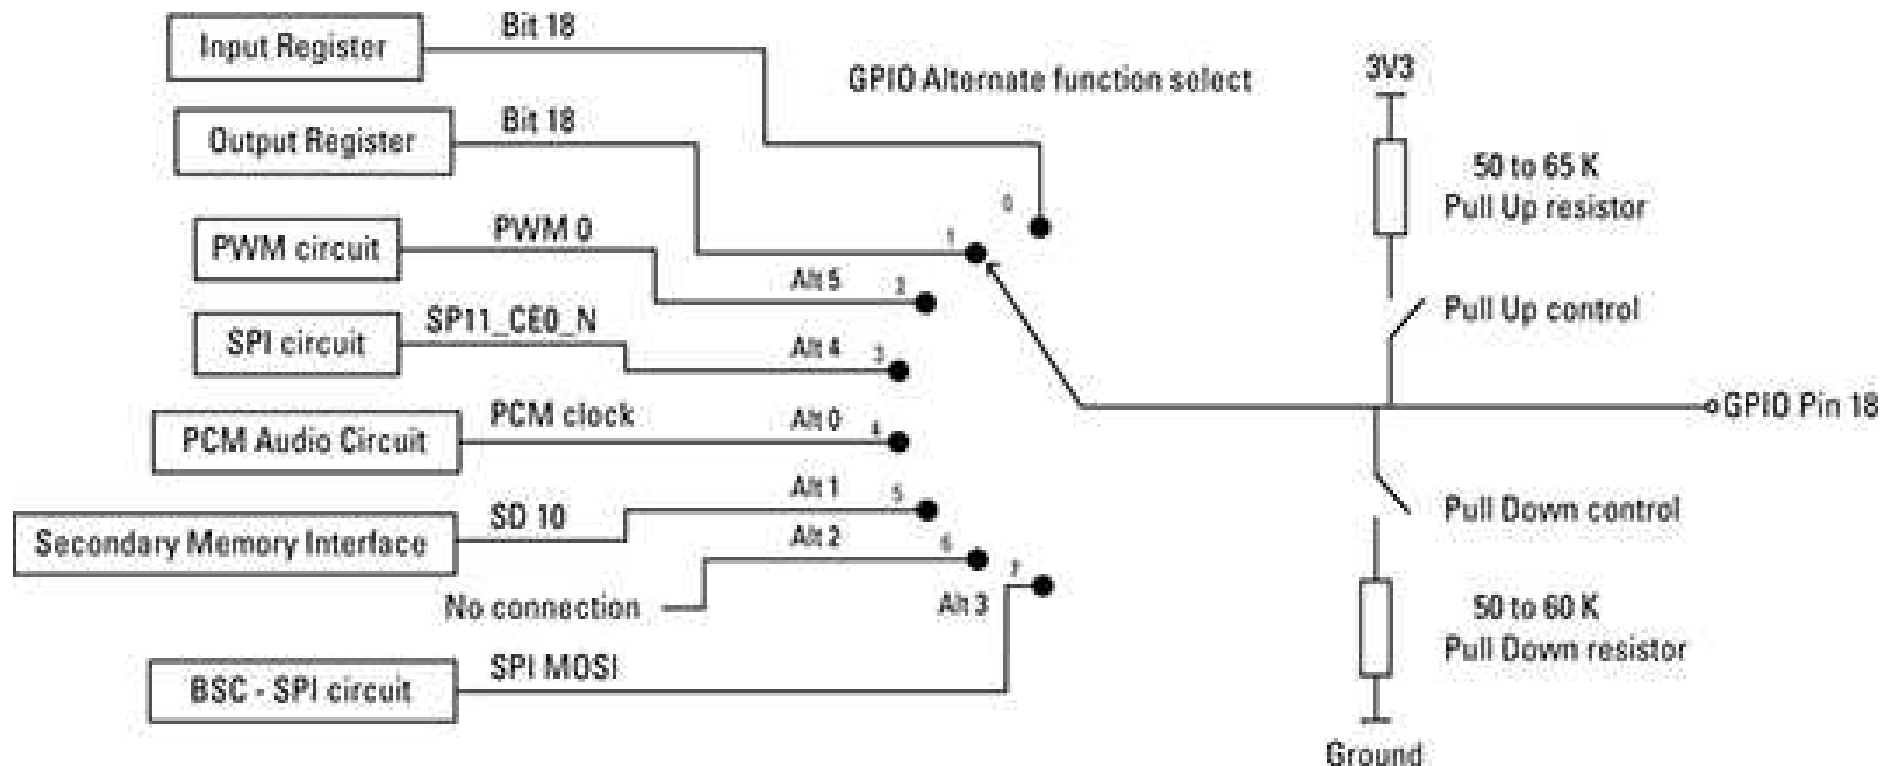 Input Register
Bit 18
GPIO Alternate function select
3V3
Output Register
Bit 18
50 to 65 K
Pull Up resistor
0
1
PWM circuit
PWM 0
Alt 5
2
SPI circuit
SP11_CE0_N
Alt 4
3
Pull Up control
PCM Audio Circuit
PCM clock
Alt 0
4
GPIO Pin 18
Secondary Memory Interface
SD 10
Alt 1
5
Pull Down control
No connection
Alt 2
6
BSC - SPI circuit
SPI MOSI
Alt 3
7
50 to 60 K
Pull Down resistor
Ground